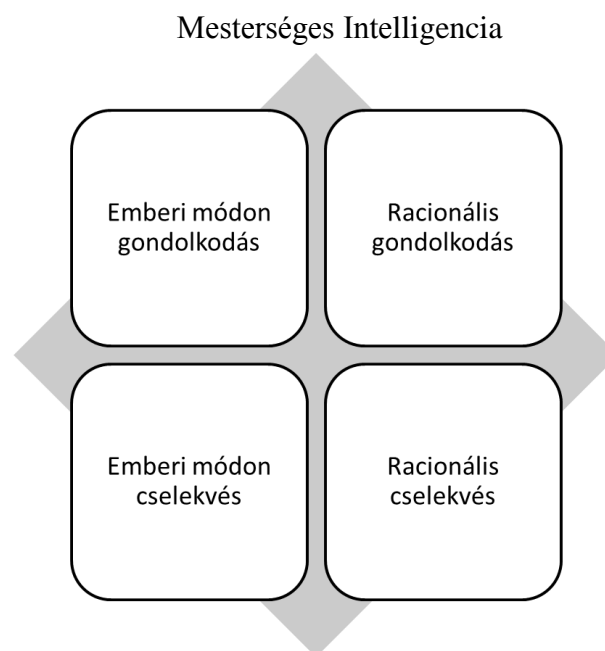 Mesterséges Intelligencia
Emberi módon
gondolkodás
Racionális
gondolkodás
Emberi módon
cselekvés
Racionális
cselekvés